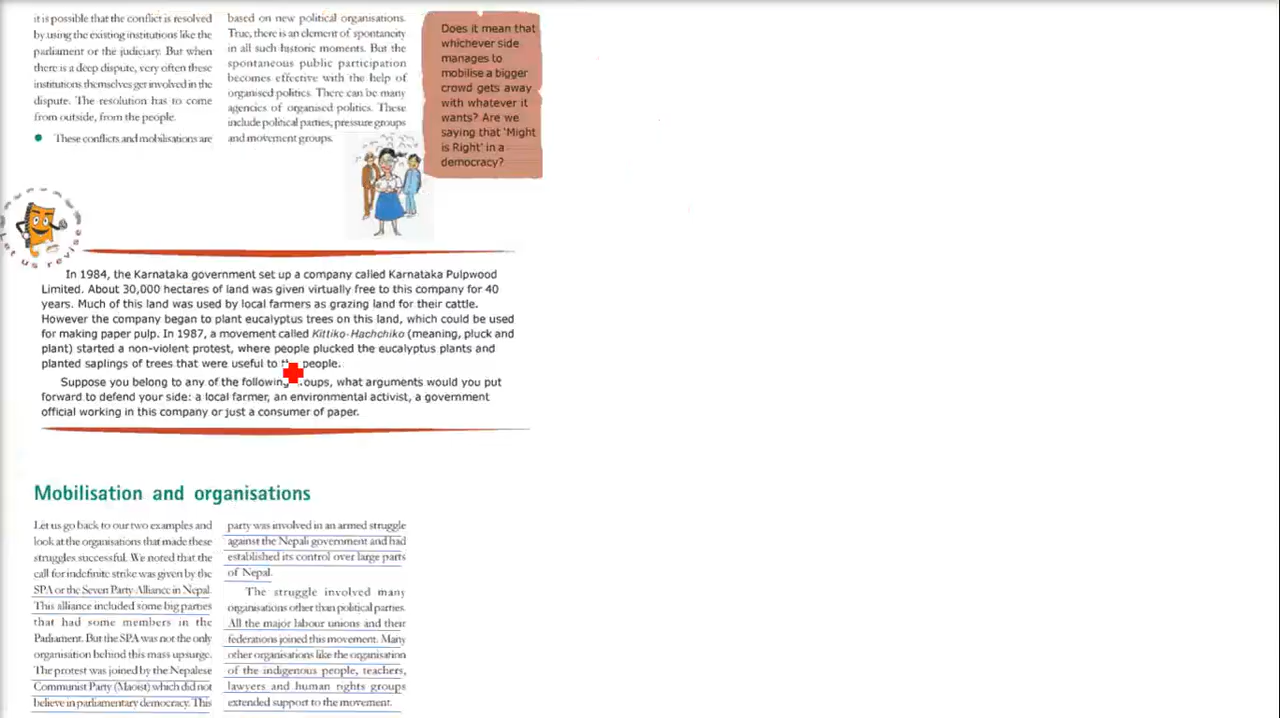 it is possible that the conflict is resolved
by using the existing institutions like the
parliament or the judiciary. But when
there is a deep dispute, very often these
institutions themselves get involved in the
dispute. The resolution has to come
from outside, from the people.
These conflicts and mobilisations are
based on new political organisations.
True, there is an element of spontaneity
in all such historic moments. But the
spontaneous public participation
becomes effective with the help of
organised politics. There can be many
agencies of organised politics. These
include political parties, pressure groups
and movement groups.
Does it mean that
whichever side
manages to
mobilise a bigger
crowd gets away
with whatever it
wants? Are we
saying that 'Might
is Right' in a
democracy?
Let us revise
In 1984, the Karnataka government set up a company called Karnataka Pulpwood
Limited. About 30,000 hectares of land was given virtually free to this company for 40
years. Much of this land was used by local farmers as grazing land for their cattle.
However the company began to plant eucalyptus trees on this land, which could be used
for making paper pulp. In 1987, a movement called Kittiko-Hachchiko (meaning, pluck and
plant) started a non-violent protest, where people plucked the eucalyptus plants and
planted saplings of trees that were useful to people.
Suppose you belong to any of the following oups, what arguments would you put
forward to defend your side: a local farmer, an environmental activist, a government
official working in this company or just a consumer of paper.
Mobilisation and organisations
Let us go back to our two examples and
look at the organisations that made these
struggles successful. We noted that the
call for indefinite strike was given by the
SPA or the Seven Party Alliance in Nepal.
This alliance included some big parties
that had some members in the
Parliament. But the SPA was not the only
organisation behind this mass upsurge.
The protest was joined by the Nepalese
Communist Party (Maoist) which did not
believe in parliamentary democracy. This
party was involved in an armed struggle
against the Nepali government and had
established its control over large parts
of Nepal.
The struggle involved many
organisations other than political parties.
All the major labour unions and their
federations joined this movement. Many
other organisations like the organisation
of the indigenous people, teachers,
lawyers and human rights groups
extended support to the movement.